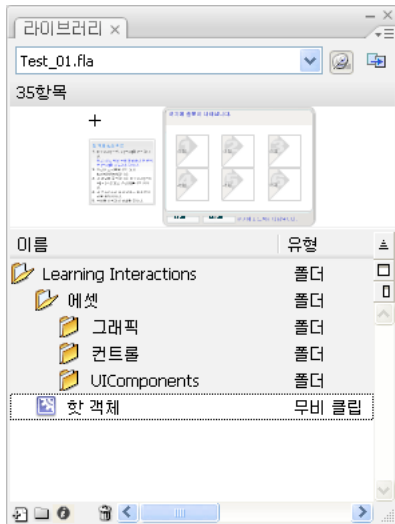 라이브러리
Test_01.fla
35항목
이름 유형
Learning Interactions 폴더
에셋 폴더
그래픽 폴더
컨트롤 폴더
UIComponents 폴더
핫 객체 무비 클립